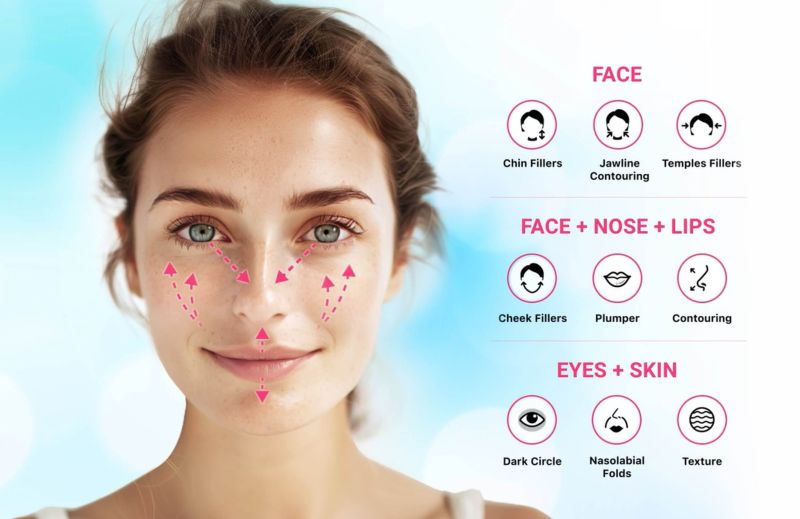 FACE
Chin Fillers
Jawline
Contouring
Temples Fillers
FACE + NOSE + LIPS
Cheek Fillers
Plumper
Contouring
EYES + SKIN
Dark Circle
Nasolabial
Folds
Texture